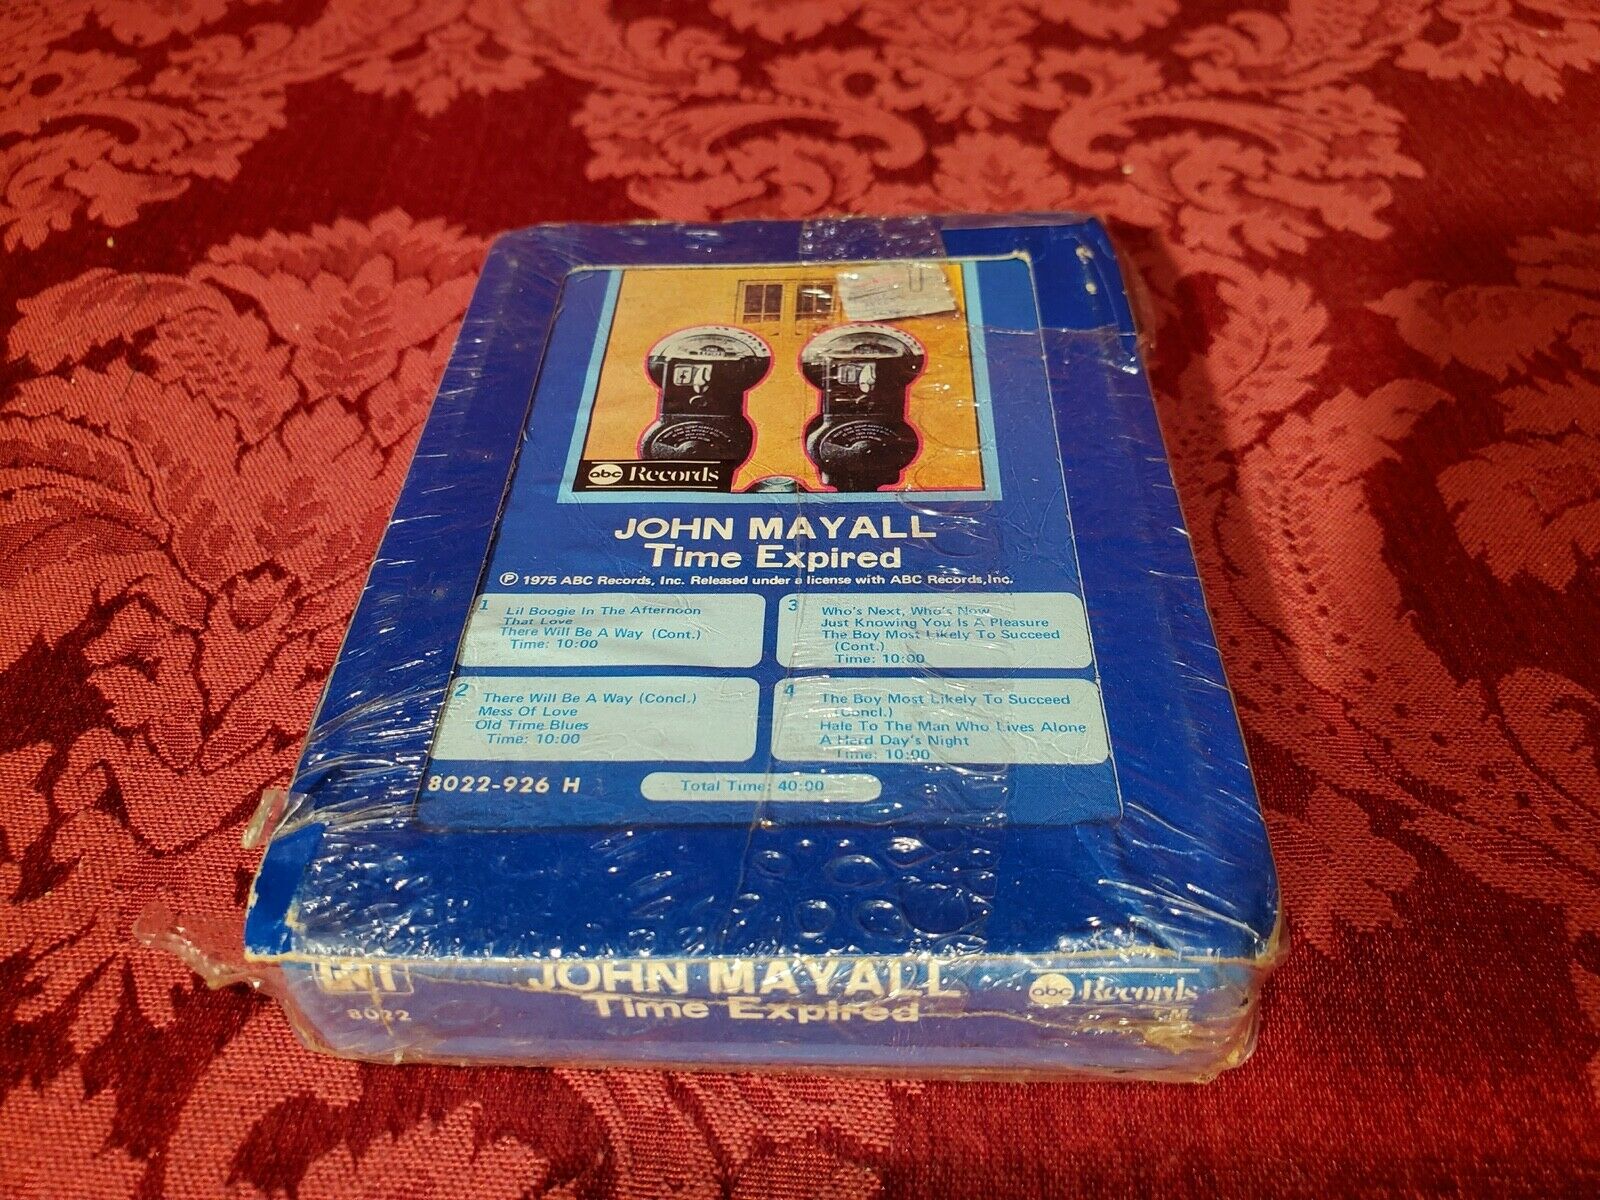 abc Records
JOHN MAYALL
Time Expired
Ⓟ 1975 ABC Records, Inc. Released under a license with ABC Records, Inc.
1 Lil Boogie In The Afternoon
That Love
There Will Be A Way (Cont.)
Time: 10:00
2 There Will Be A Way (Concl.)
Mess Of Love
Old Time Blues
Time: 10:00
3 Who's Next, Who's Now
Just Knowing You Is A Pleasure
The Boy Most Likely To Succeed
(Cont.)
Time: 10:00
4 The Boy Most Likely To Succeed
(Concl.)
Hale To The Man Who Lives Alone
A Hard Day's Night
Time: 10:00
8022-926 H
Total Time: 40:00
JOHN MAYALL
Time Expired
8022
abc Records